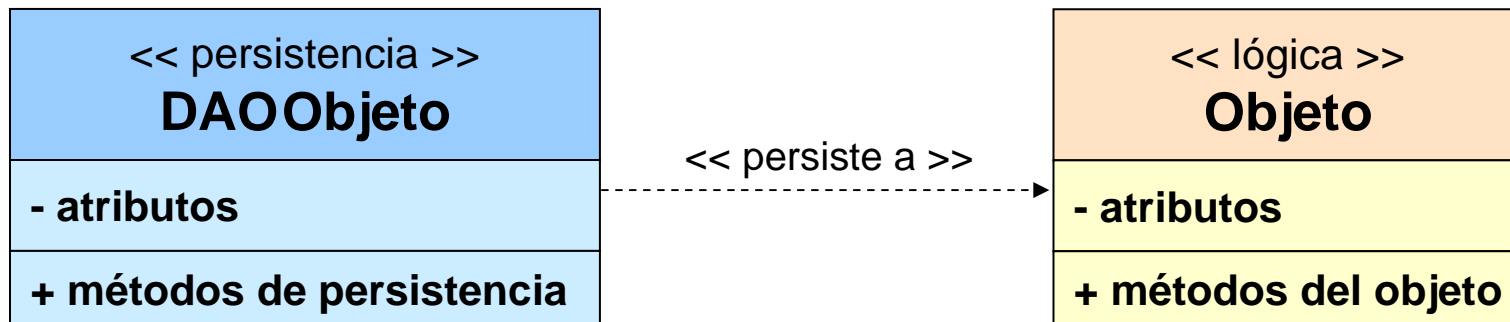 << persistencia >>
DAOObjeto
- atributos
+ métodos de persistencia
<< persiste a >>
<< lógica >>
Objeto
- atributos
+ métodos del objeto